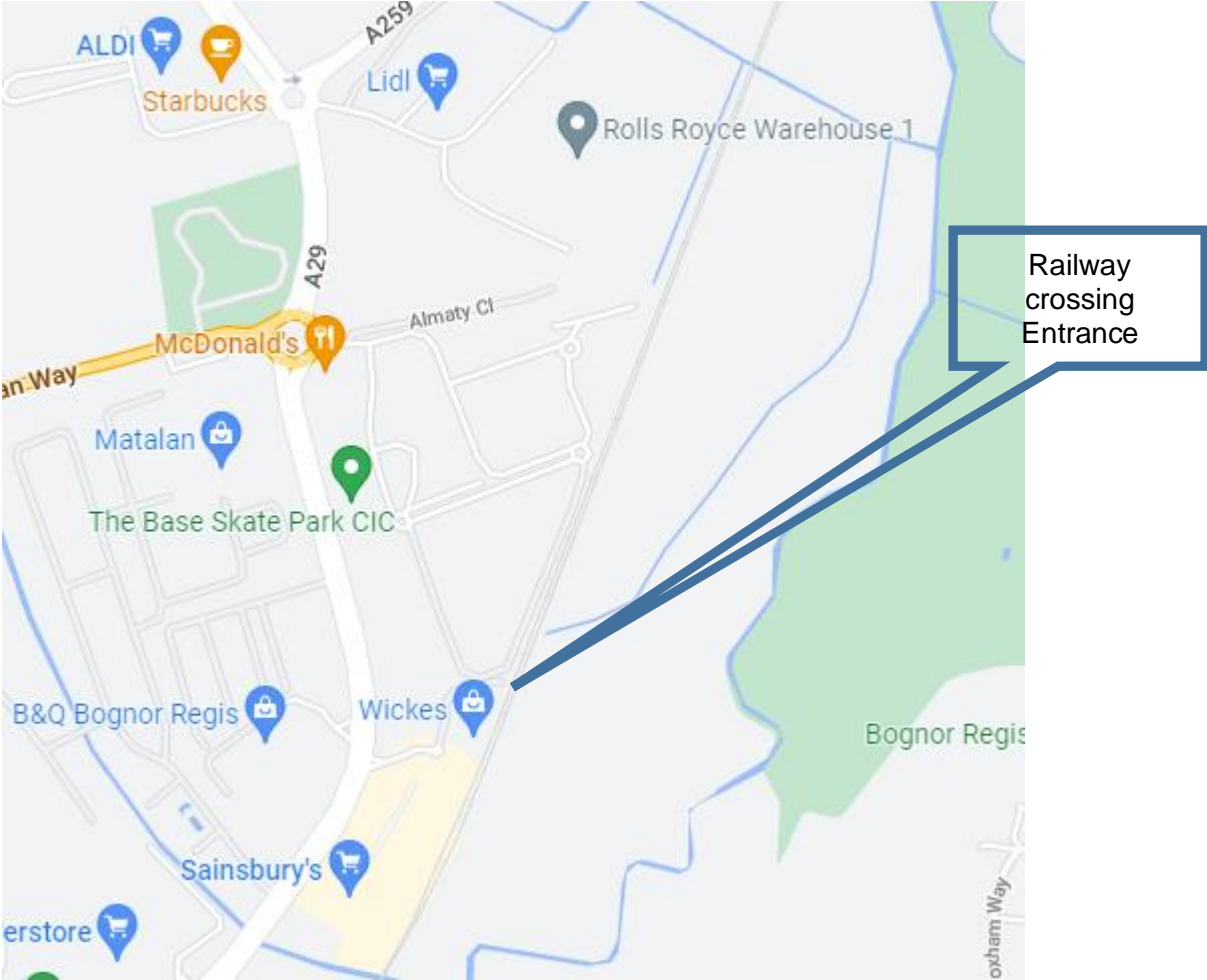 A259
ALDI
Starbucks
Lidl
Rolls Royce Warehouse 1
Railway
crossing
Entrance
A29
Almaty Cl
McDonald's
an Way
Matalan
The Base Skate Park CIC
B&Q Bognor Regis
Wickes
Bognor Regis
Sainsbury's
oxham Way
erstore